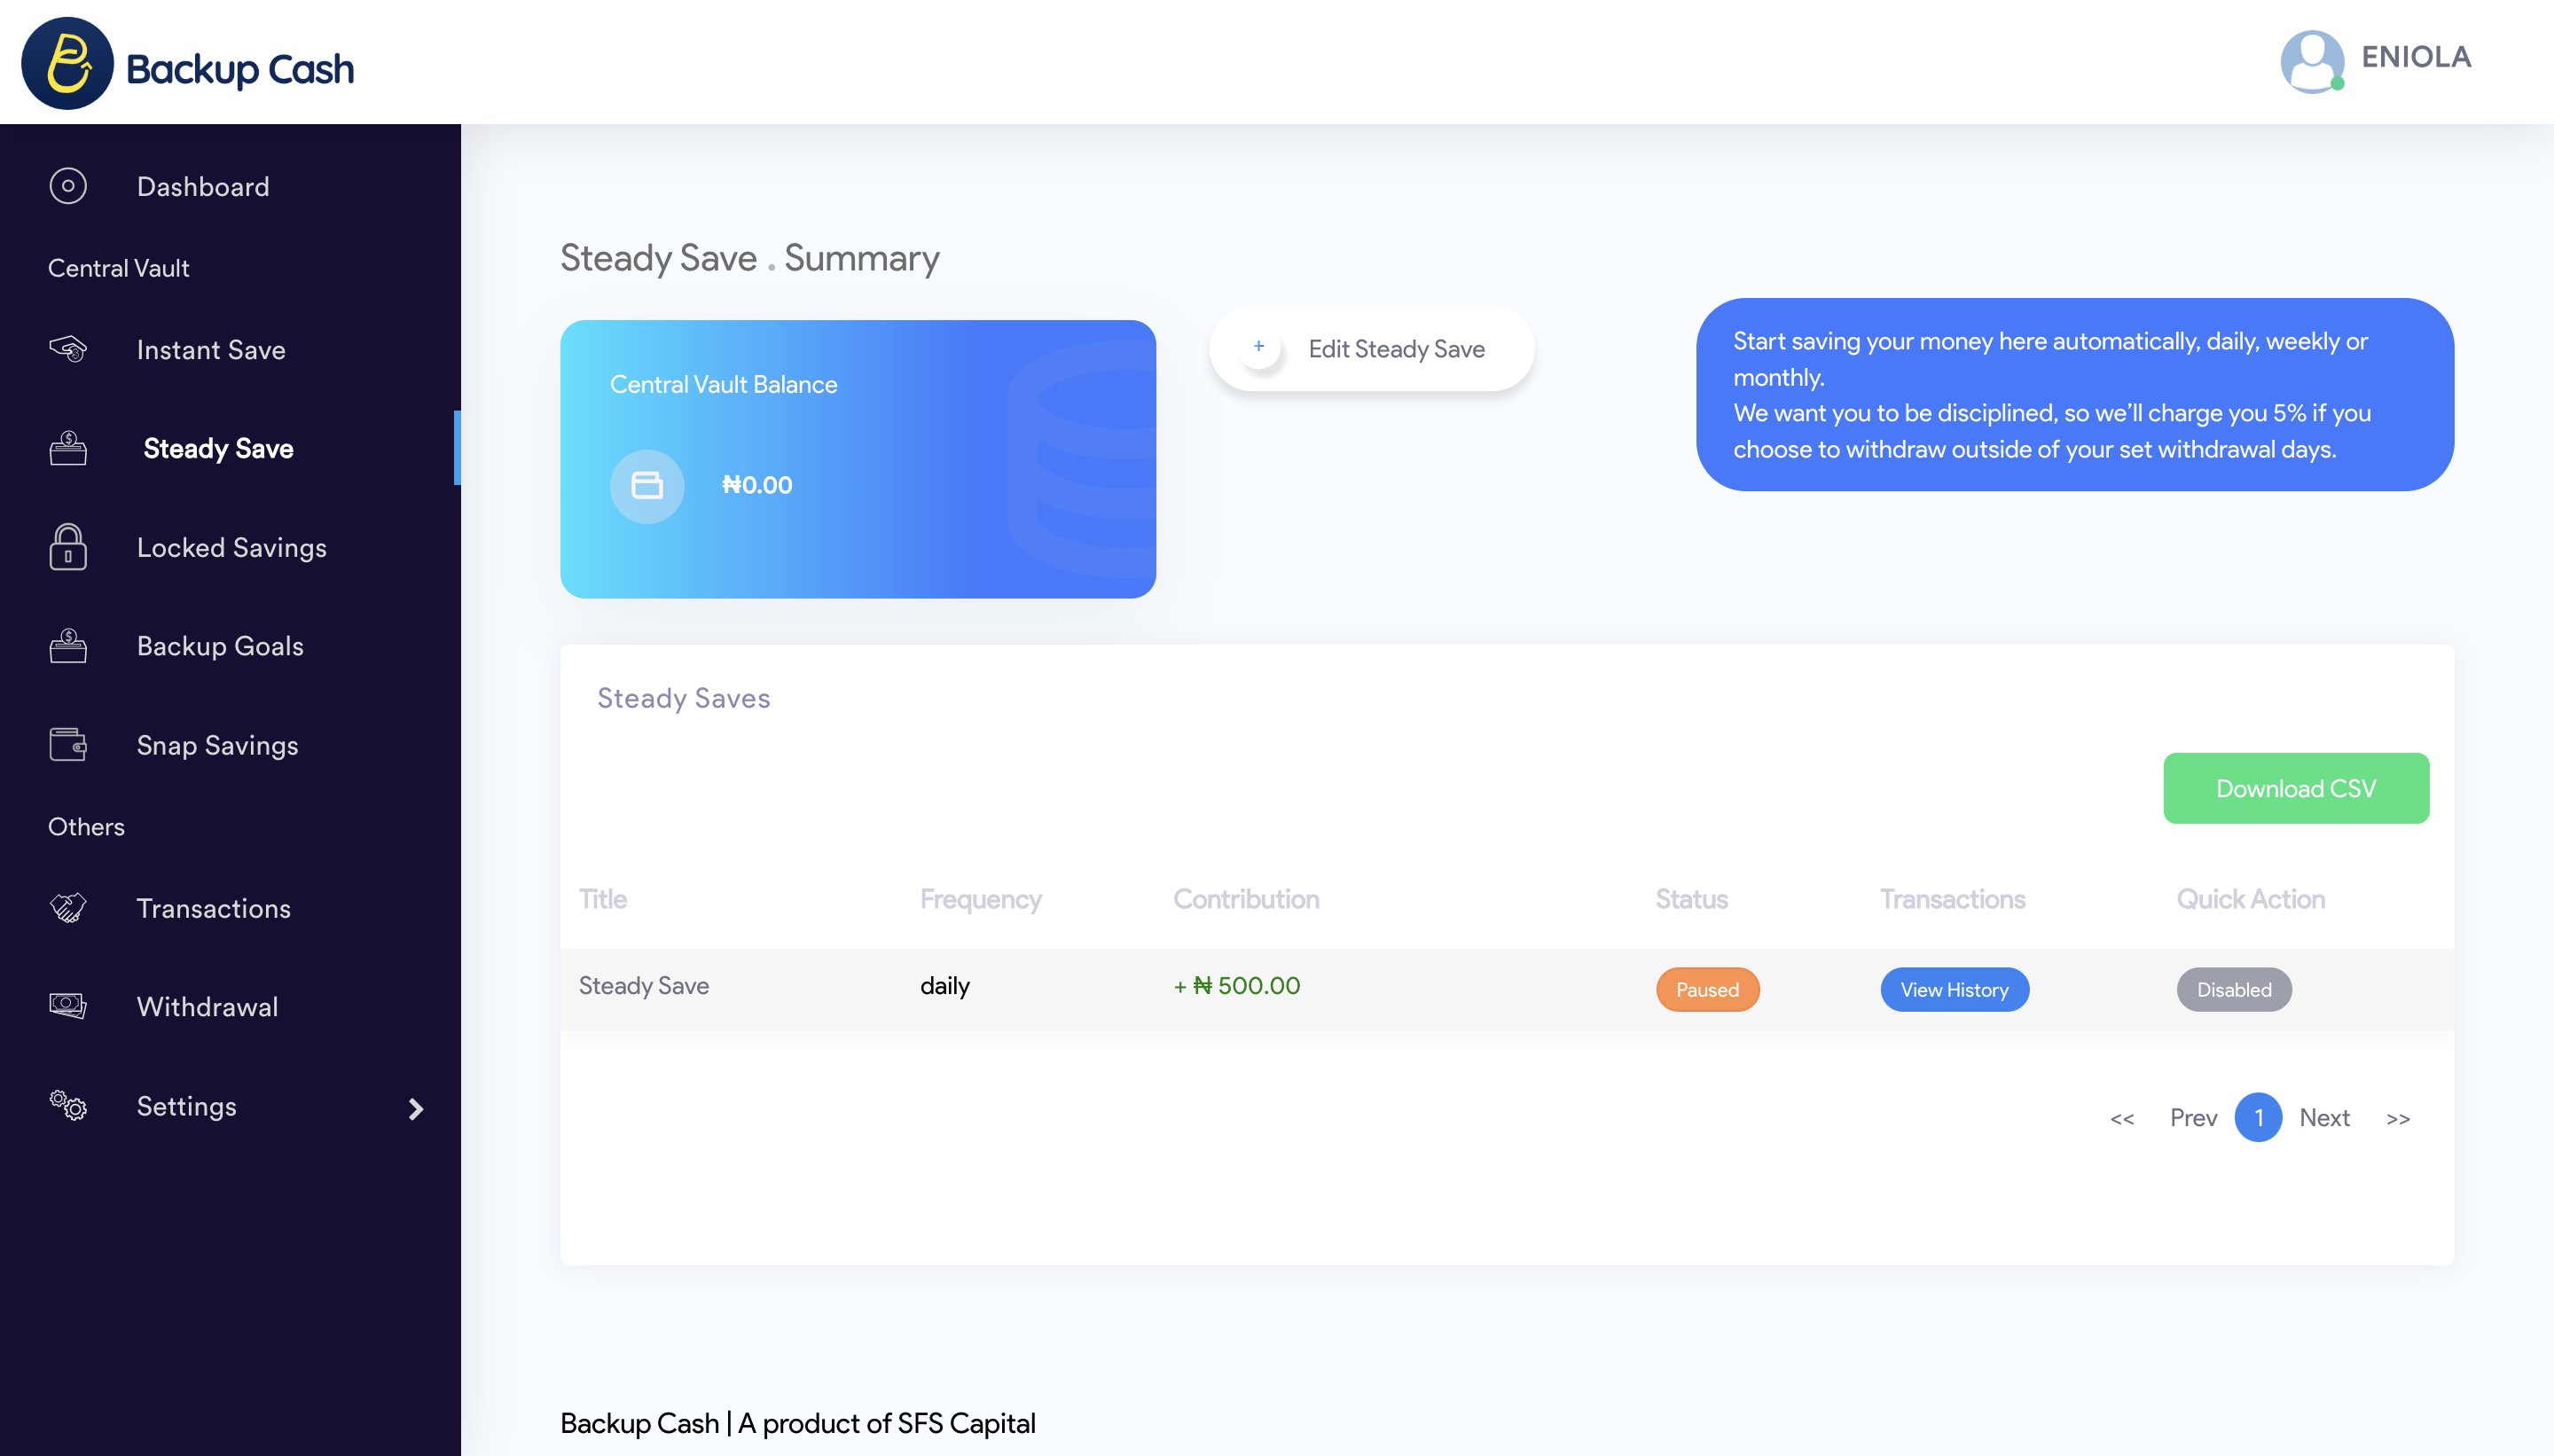 Backup Cash
ENIOLA
Dashboard
Central Vault
Instant Save
Steady Save
Locked Savings
Backup Goals
Snap Savings
Others
Transactions
Withdrawal
Settings
Steady Save . Summary
Central Vault Balance
₦0.00
+ Edit Steady Save
Start saving your money here automatically, daily, weekly or
monthly.
We want you to be disciplined, so we’ll charge you 5% if you
choose to withdraw outside of your set withdrawal days.
Steady Saves
Download CSV
Title Frequency Contribution Status Transactions Quick Action
Steady Save daily + ₦ 500.00 Paused View History Disabled
<< Prev 1 Next >>
Backup Cash | A product of SFS Capital